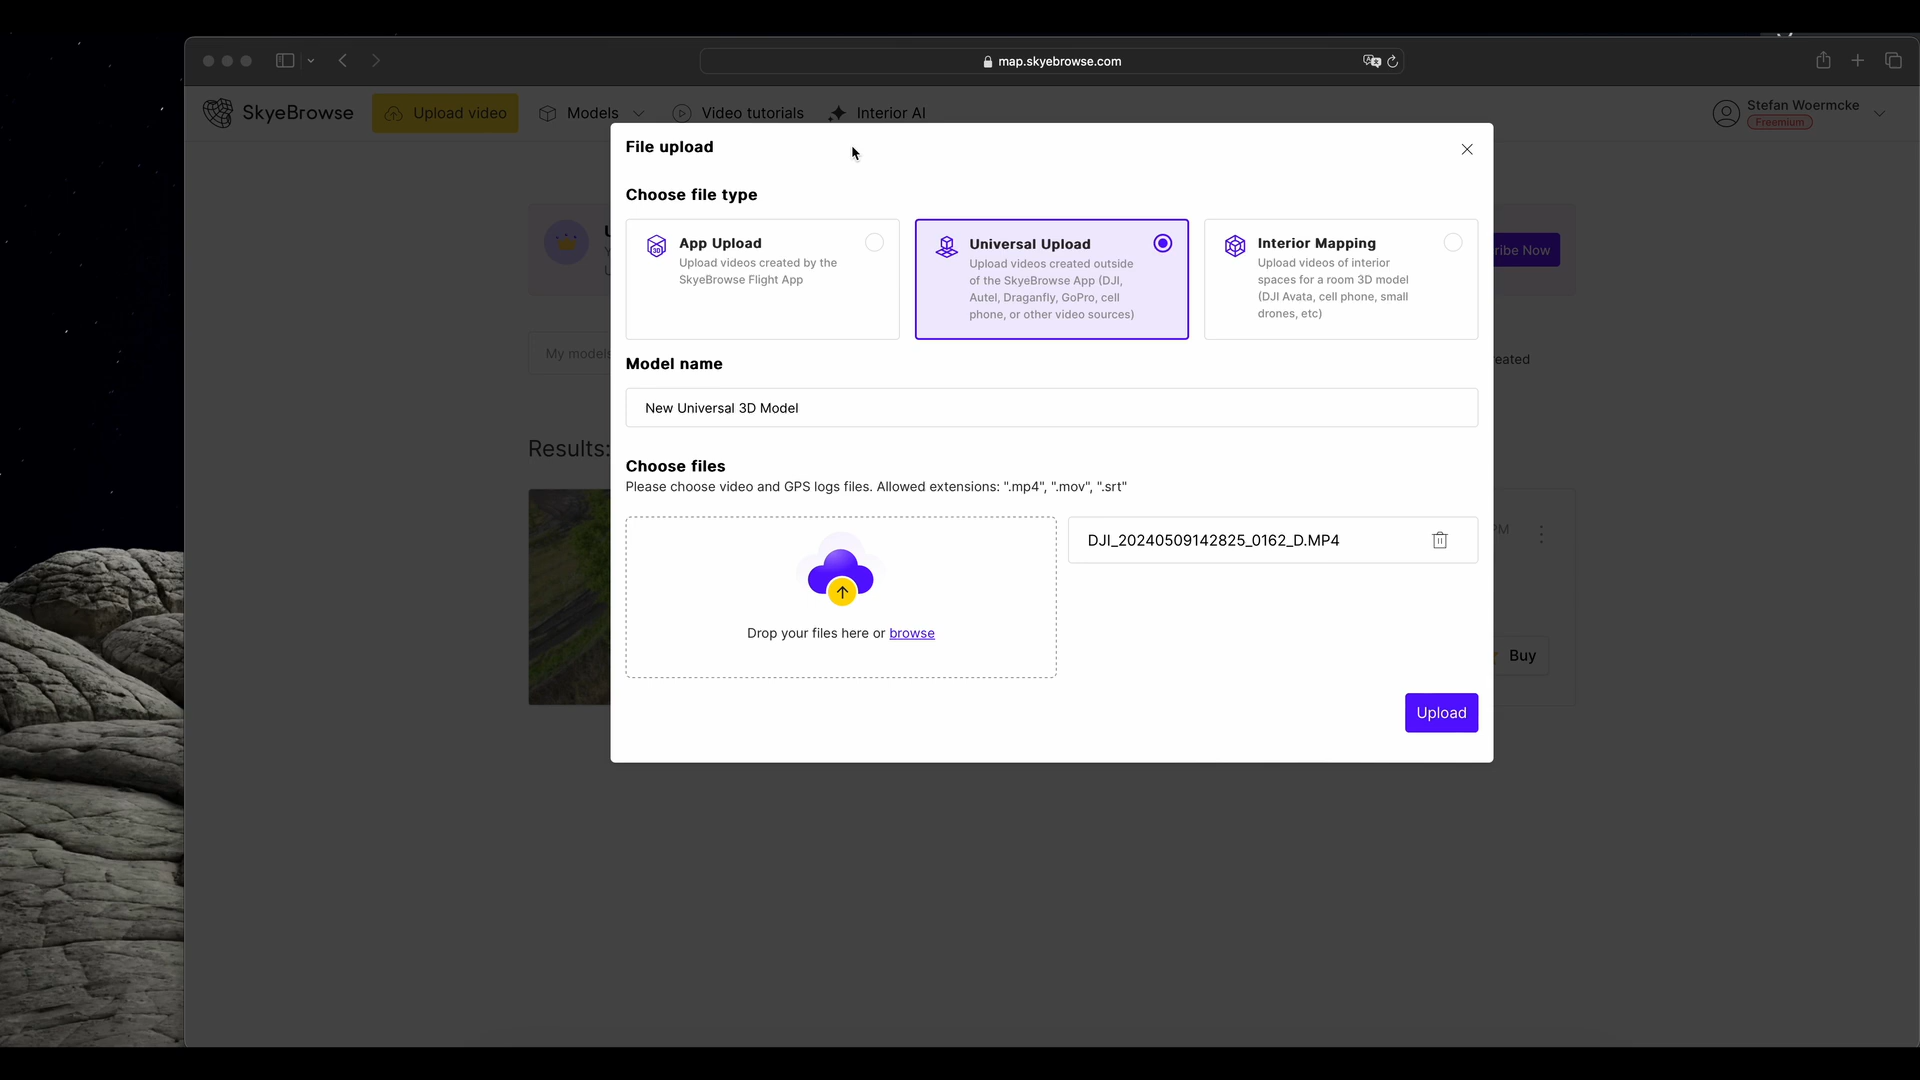 map.skyebrowse.com
SkyeBrowse
Upload video
Models
Video tutorials
Interior AI
Stefan Woermcke
Freemium
File upload
Choose file type
App Upload
Upload videos created by the
SkyeBrowse Flight App
Universal Upload
Upload videos created outside
of the SkyeBrowse App (DJI,
Autel, Draganfly, GoPro, cell
phone, or other video sources)
Interior Mapping
Upload videos of interior
spaces for a room 3D model
(DJI Avata, cell phone, small
drones, etc)
ribe Now
My models
eated
Model name
New Universal 3D Model
Results:
Choose files
Please choose video and GPS logs files. Allowed extensions: ".mp4", ".mov", ".srt"
DJI_20240509142825_0162_D.MP4
PM
Drop your files here or browse
Buy
Upload